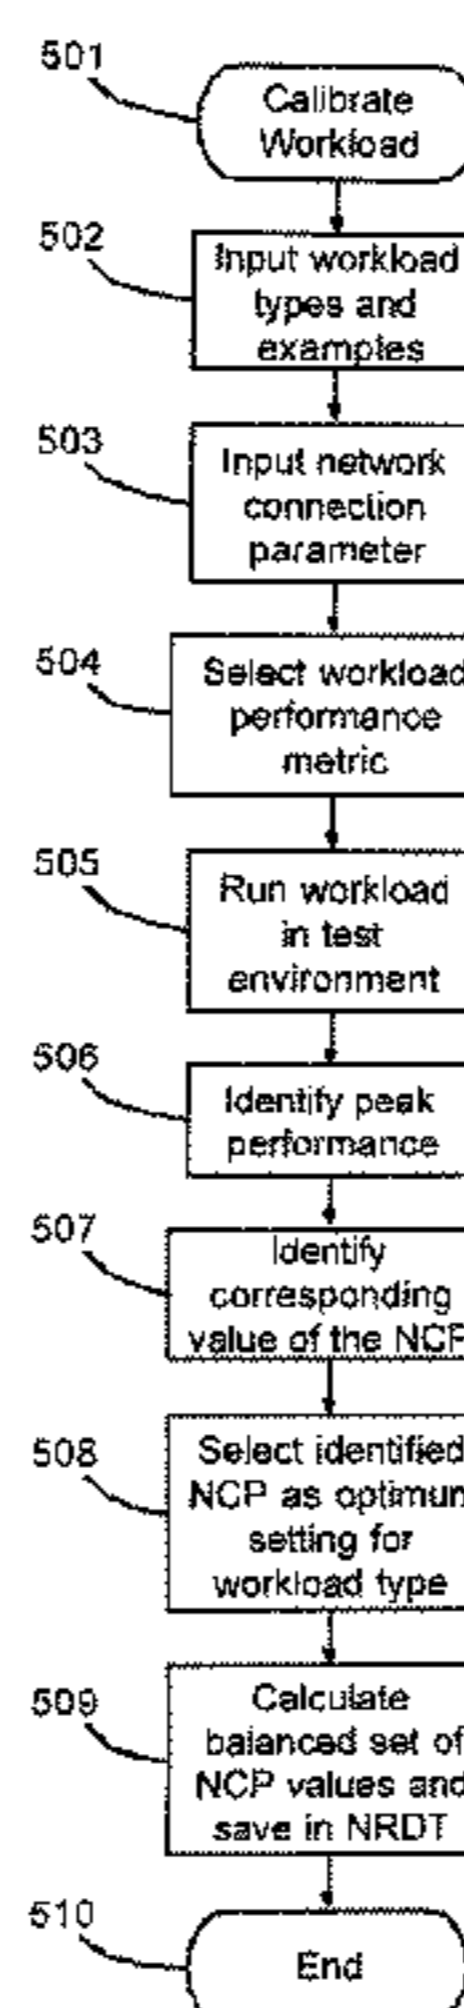 501
Calibrate
Workload
502
Input workload
types and
examples
503
Input network
connection
parameter
504
Select workload
performance
metric
505
Run workload
in test
environment
506
Identify peak
performance
507
Identify
corresponding
value of the NCP
508
Select identified
NCP as optimum
setting for
workload type
509
Calculate
balanced set of
NCP values and
save in NRDT
510
End